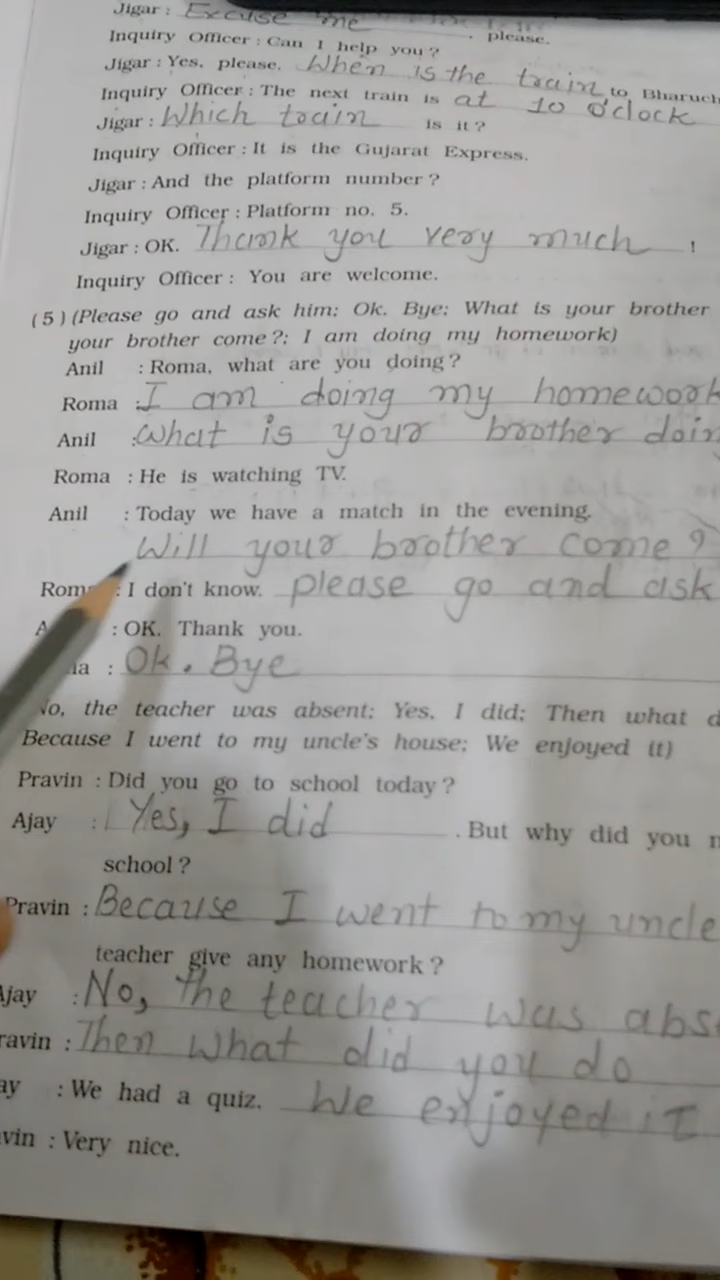 Jigar : Excuse me . please.
Inquiry Officer : Can I help you?
Jigar : Yes, please. When is the train to Bharuch
Inquiry Officer : The next train is at 10 o'clock
Jigar : Which train is it?
Inquiry Officer : It is the Gujarat Express.
Jigar : And the platform number?
Inquiry Officer : Platform no. 5.
Jigar : OK. Thank you very much !
Inquiry Officer : You are welcome.
(5) (Please go and ask him; Ok. Bye; What is your brother
your brother come?; I am doing my homework)
Anil : Roma, what are you doing?
Roma : I am doing my homework
Anil : What is your brother doin
Roma : He is watching TV.
Anil : Today we have a match in the evening.
Will your brother come?
Rom : I don't know. please go and ask
A : OK. Thank you.
ma : Ok. Bye
No, the teacher was absent; Yes, I did; Then what d
Because I went to my uncle's house; We enjoyed it)
Pravin : Did you go to school today?
Ajay : Yes, I did . But why did you n
school?
Pravin : Because I went to my uncle
teacher give any homework?
Ajay : No, the teacher was abs
ravin : Then what did you do
ay : We had a quiz. We enjoyed it
vin : Very nice.